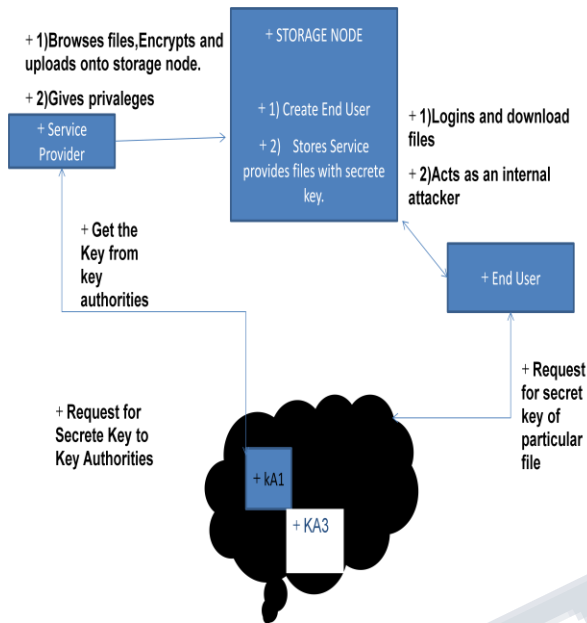 + 1)Browses files,Encrypts and
uploads onto storage node.
+ 2)Gives privaleges
+ Service
Provider
+ STORAGE NODE
+ 1) Create End User
+ 2) Stores Service
provides files with secrete
key.
+ 1)Logins and download
files
+ 2)Acts as an internal
attacker
+ End User
+ Get the
Key from
key
authorities
+ Request for
Secrete Key to
Key Authorities
+ Request
for secret
key of
particular
file
+ kA1
+ KA3